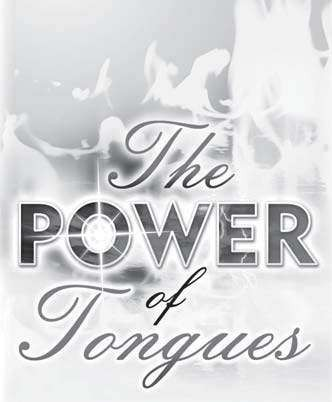 The
POWER
of
Tongues